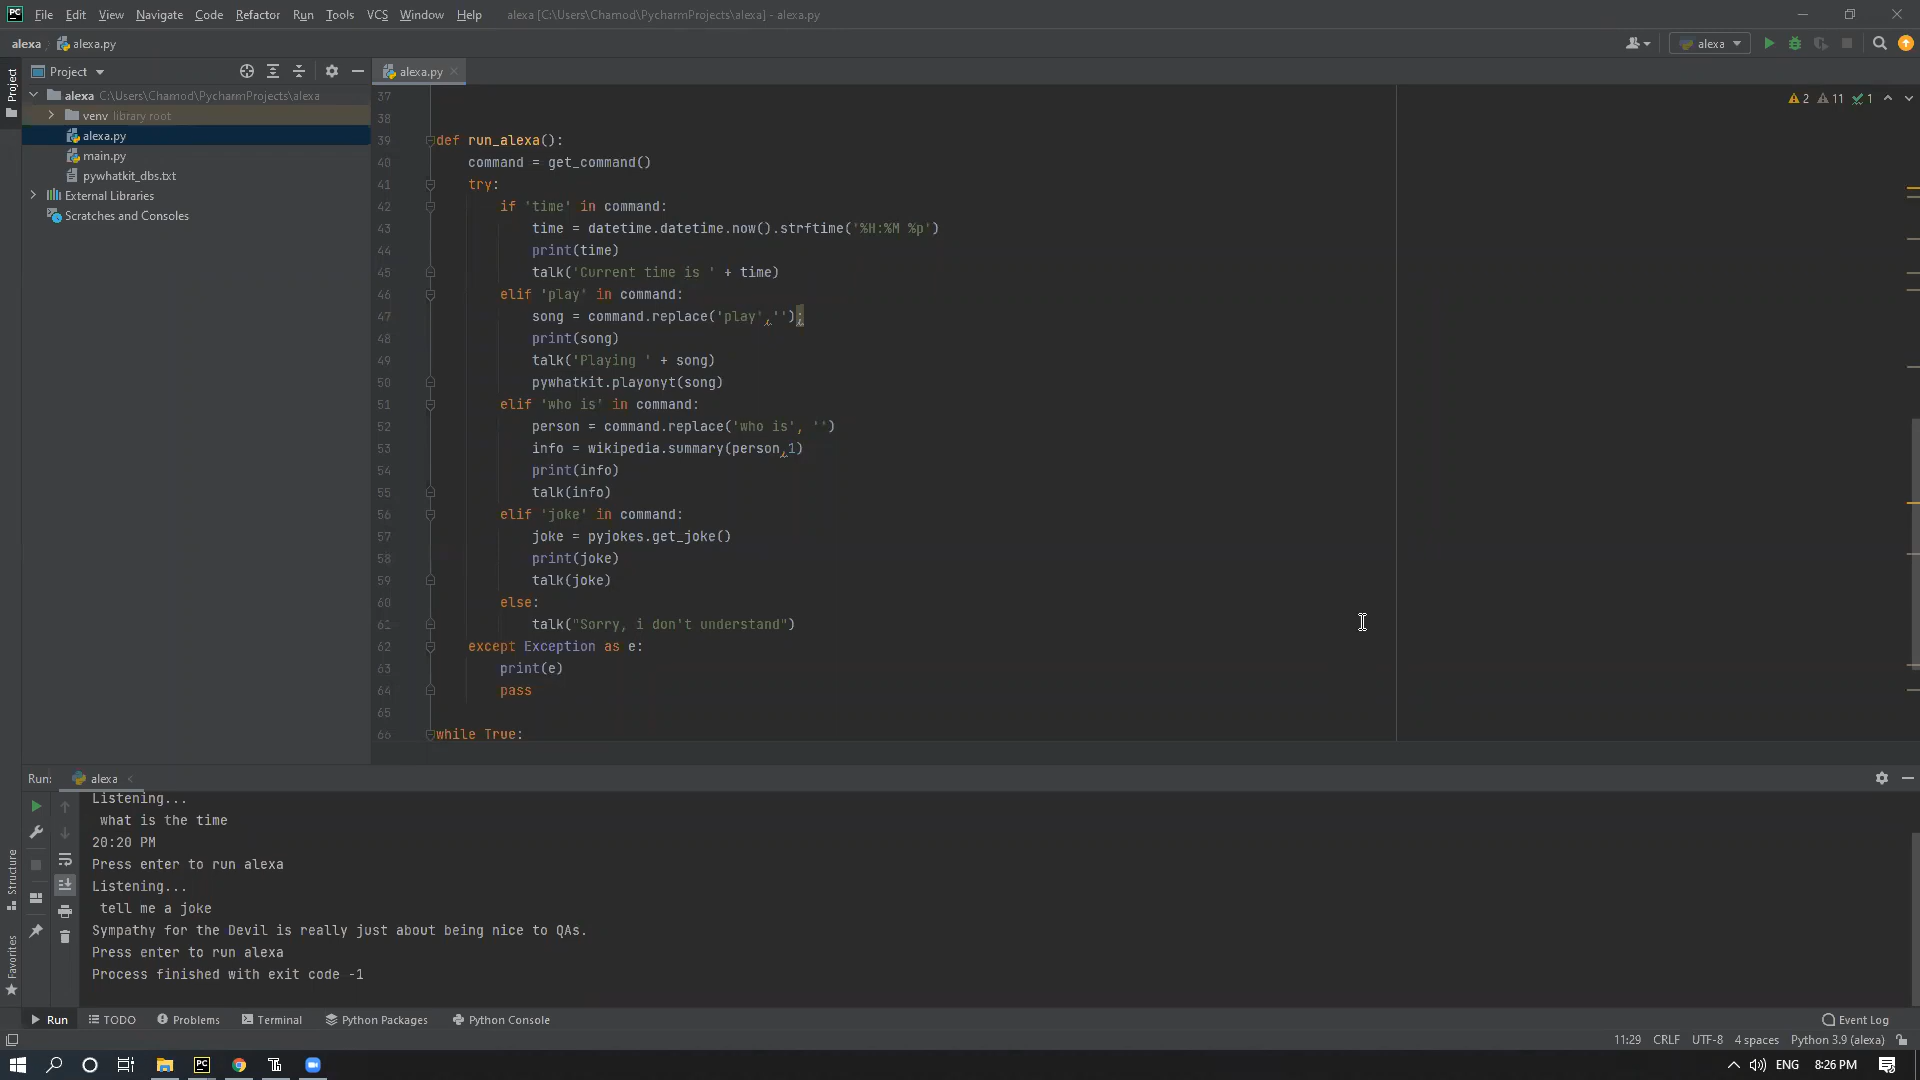 File Edit View Navigate Code Refactor Run Tools VCS Window Help alexa [C:\Users\Chamod\PycharmProjects\alexa] - alexa.py
alexa alexa.py
alexa
Project
alexa.py
Project
alexa C:\Users\Chamod\PycharmProjects\alexa
venv library root
alexa.py
main.py
pywhatkit_dbs.txt
External Libraries
Scratches and Consoles
2 11 1
37
38
39 def run_alexa():
40 command = get_command()
41 try:
42 if 'time' in command:
43 time = datetime.datetime.now().strftime('%H:%M %p')
44 print(time)
45 talk('Current time is ' + time)
46 elif 'play' in command:
47 song = command.replace('play','');
48 print(song)
49 talk('Playing ' + song)
50 pywhatkit.playonyt(song)
51 elif 'who is' in command:
52 person = command.replace('who is', '')
53 info = wikipedia.summary(person,1)
54 print(info)
55 talk(info)
56 elif 'joke' in command:
57 joke = pyjokes.get_joke()
58 print(joke)
59 talk(joke)
60 else:
61 talk("Sorry, i don't understand")
62 except Exception as e:
63 print(e)
64 pass
65
66 while True:
Run: alexa
Listening...
what is the time
20:20 PM
Press enter to run alexa
Listening...
tell me a joke
Sympathy for the Devil is really just about being nice to QAs.
Press enter to run alexa
Process finished with exit code -1
Structure
Favorites
Run TODO Problems Terminal Python Packages Python Console Event Log
11:29 CRLF UTF-8 4 spaces Python 3.9 (alexa)
ENG 8:26 PM